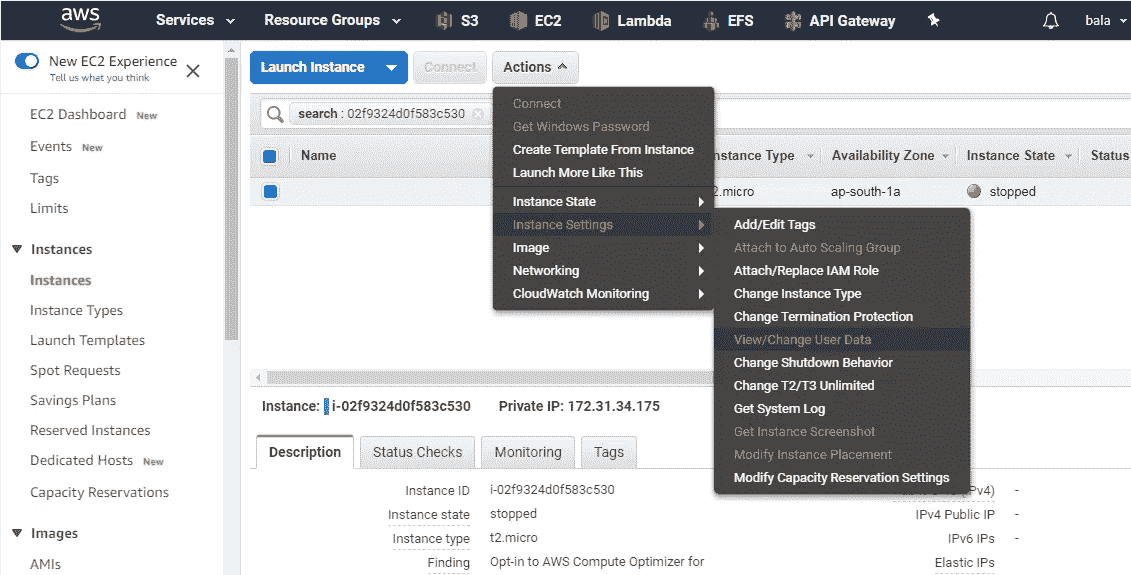 aws Services Resource Groups S3 EC2 Lambda EFS API Gateway bala
New EC2 Experience
Tell us what you think
Launch Instance Connect Actions
search : 02f9324d0f583c530
Name nstance Type Availability Zone Instance State Status
2.micro ap-south-1a stopped
EC2 Dashboard New
Events New
Tags
Limits
Instances
Instances
Instance Types
Launch Templates
Spot Requests
Savings Plans
Reserved Instances
Dedicated Hosts New
Capacity Reservations
Images
AMIs
Connect
Get Windows Password
Create Template From Instance
Launch More Like This
Instance State
Instance Settings
Image
Networking
CloudWatch Monitoring
Add/Edit Tags
Attach to Auto Scaling Group
Attach/Replace IAM Role
Change Instance Type
Change Termination Protection
View/Change User Data
Change Shutdown Behavior
Change T2/T3 Unlimited
Get System Log
Get Instance Screenshot
Modify Instance Placement
Modify Capacity Reservation Settings
Instance: i-02f9324d0f583c530 Private IP: 172.31.34.175
Description Status Checks Monitoring Tags
Instance ID i-02f9324d0f583c530
Instance state stopped IPv4 Public IP -
Instance type t2.micro IPv6 IPs -
Finding Opt-in to AWS Compute Optimizer for Elastic IPs